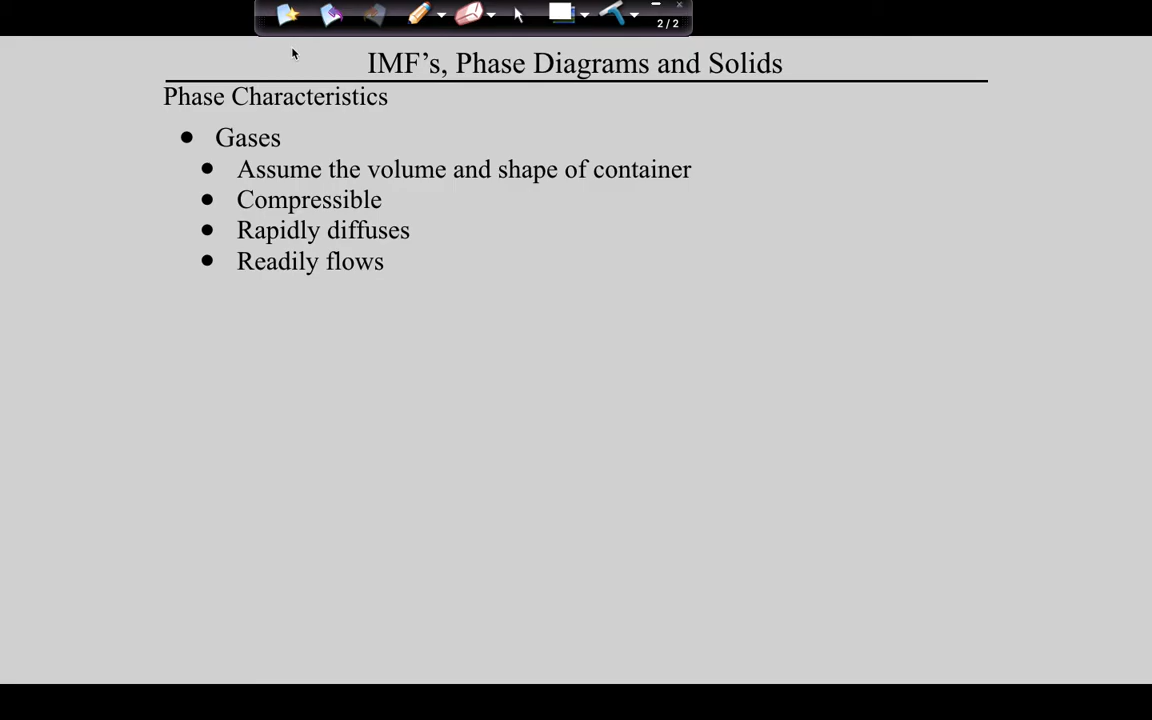 2/2
IMF's, Phase Diagrams and Solids
Phase Characteristics
● Gases
● Assume the volume and shape of container
● Compressible
● Rapidly diffuses
● Readily flows